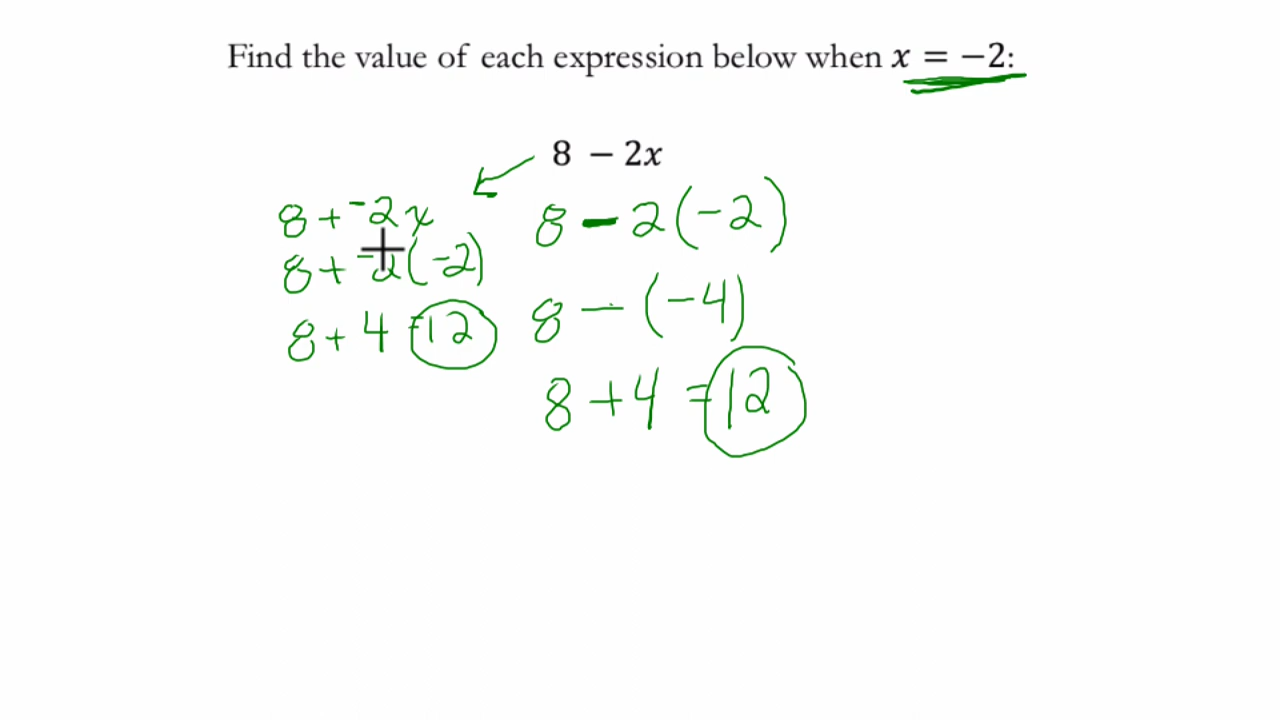 Find the value of each expression below when x = −2:
8 − 2x
8 + -2x
8 + -2(-2)
8 + 4 = 12
8 - 2(-2)
8 - (-4)
8 + 4 = 12